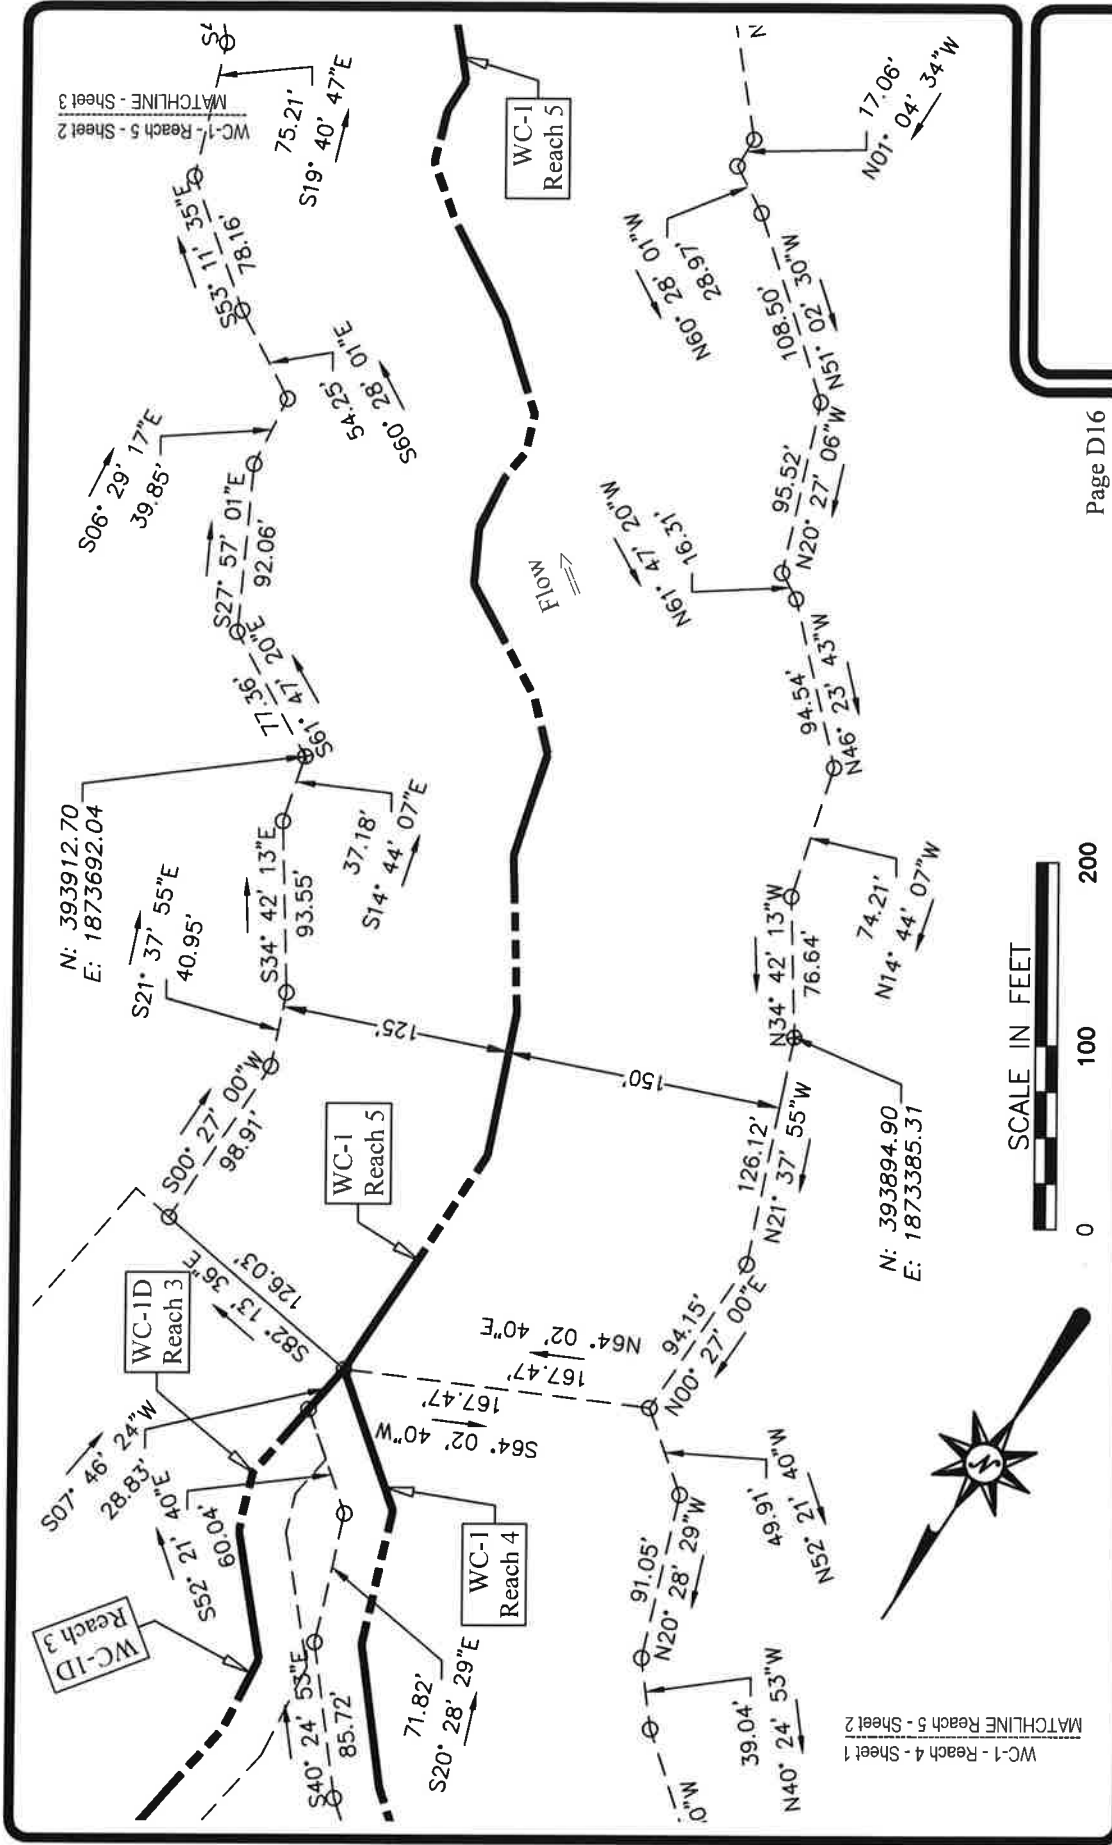 WC-1 - Reach 5 - Sheet 2
MATCHLINE - Sheet 3
75.21'
S19° 40' 47"E
S53° 11' 35"E
78.16'
54.25'
S60° 28' 01"E
S06° 29' 17"E
39.85'
S27° 57' 01"E
92.06'
77.36'
S61° 47' 20"E
N: 393912.70
E: 1873692.04
37.18'
S14° 44' 07"E
S34° 42' 13"E
93.55'
S21° 37' 55"E
40.95'
S00° 27' 00"W
98.91'
S82° 13' 36"E
126.03'
WC-1D
Reach 3
S07° 46' 24"W
28.83'
S52° 21' 40"E
60.04'
WC-1D
Reach 3
S40° 24' 53"E
85.72'
71.82'
S20° 28' 29"E
WC-1
Reach 4
WC-1
Reach 5
WC-1
Reach 5
Flow
125'
150'
S64° 02' 40"W
167.47'
167.47'
N64° 02' 40"E
17.06'
N01° 04' 34"W
N60° 28' 01"W
28.97'
108.50'
N51° 02' 30"W
95.52'
N20° 27' 06"W
N61° 47' 20"W
16.31'
94.54'
N46° 23' 43"W
74.21'
N14° 44' 07"W
N34° 42' 13"W
76.64'
N: 393894.90
E: 1873385.31
126.12'
N21° 37' 55"W
94.15'
N00° 27' 00"E
49.91'
N52° 21' 40"W
91.05'
N20° 28' 29"W
39.04'
N40° 24' 53"W
0"W
N
WC-1 - Reach 4 - Sheet 1
MATCHLINE Reach 5 - Sheet 2
N
SCALE IN FEET
0 100 200
Page D16